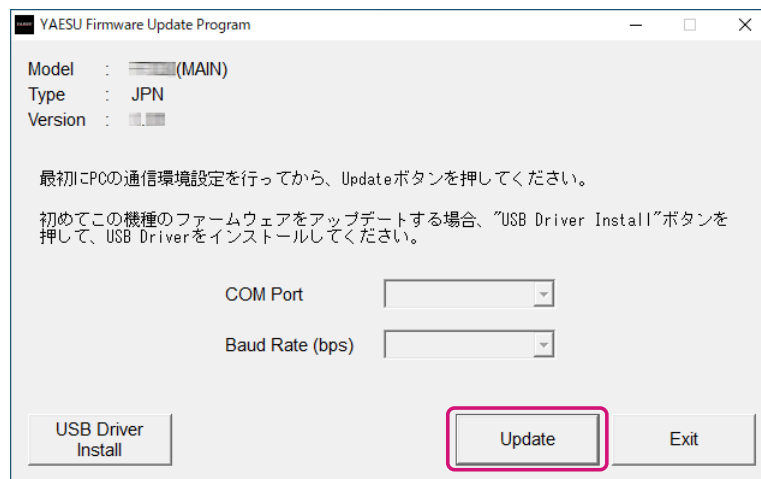 YAESU
YAESU Firmware Update Program
Model : (MAIN)
Type : JPN
Version :
最初にPCの通信環境設定を行ってから、Updateボタンを押してください。
初めてこの機種のファームウェアをアップデートする場合、"USB Driver Install"ボタンを
押して、USB Driverをインストールしてください。
COM Port
Baud Rate (bps)
USB Driver
Install
Update
Exit